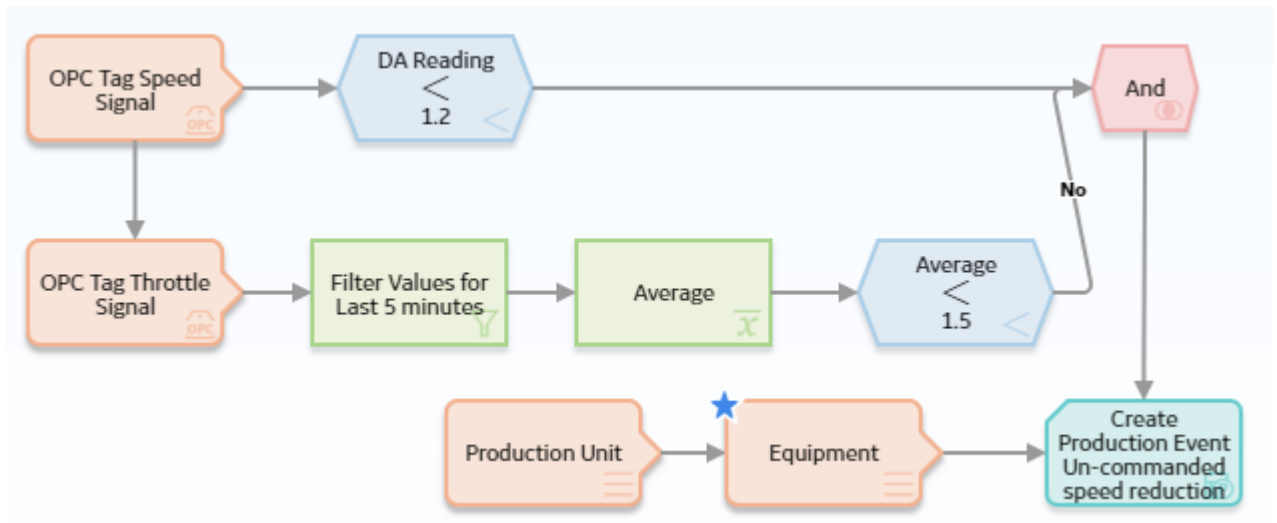 OPC Tag Speed
Signal
OPC
DA Reading
<
1.2
<
And
No
OPC Tag Throttle
Signal
OPC
Filter Values for
Last 5 minutes
Average
x
Average
<
1.5
<
Production Unit
Equipment
Create
Production Event
Un-commanded
speed reduction